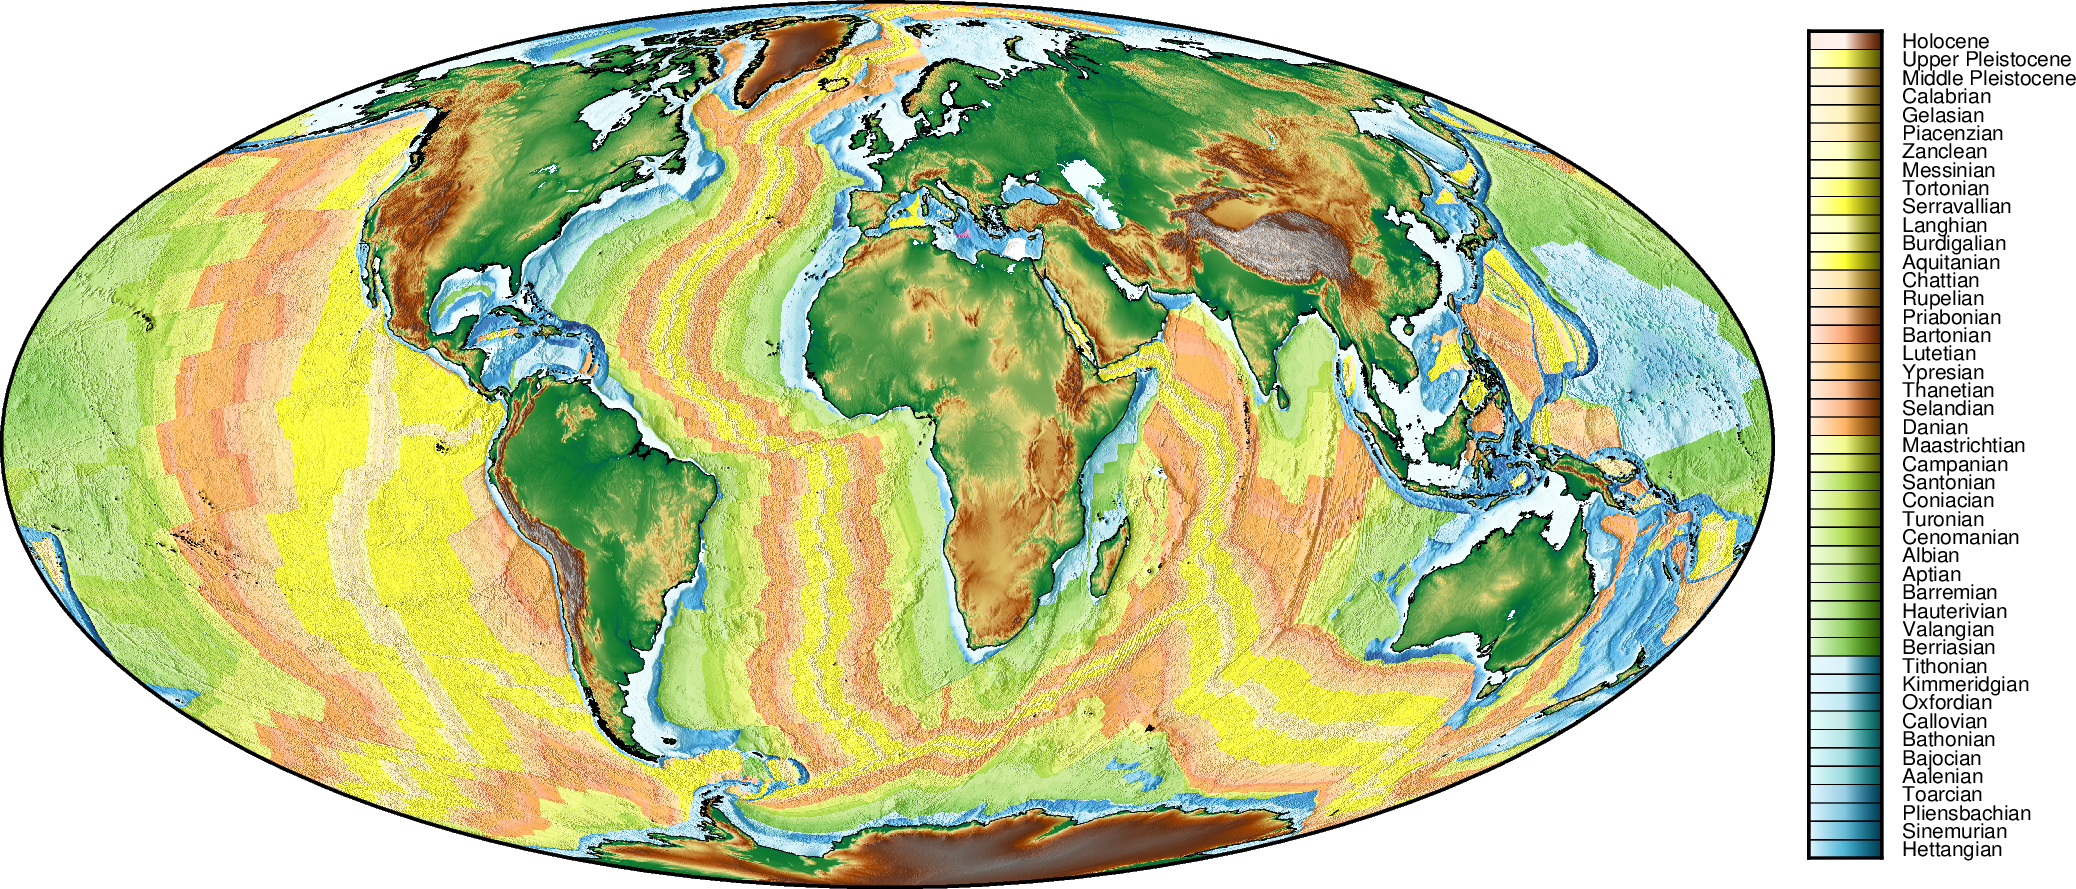 Holocene
Upper Pleistocene
Middle Pleistocene
Calabrian
Gelasian
Piacenzian
Zanclean
Messinian
Tortonian
Serravallian
Langhian
Burdigalian
Aquitanian
Chattian
Rupelian
Priabonian
Bartonian
Lutetian
Ypresian
Thanetian
Selandian
Danian
Maastrichtian
Campanian
Santonian
Coniacian
Turonian
Cenomanian
Albian
Aptian
Barremian
Hauterivian
Valangian
Berriasian
Tithonian
Kimmeridgian
Oxfordian
Callovian
Bathonian
Bajocian
Aalenian
Toarcian
Pliensbachian
Sinemurian
Hettangian